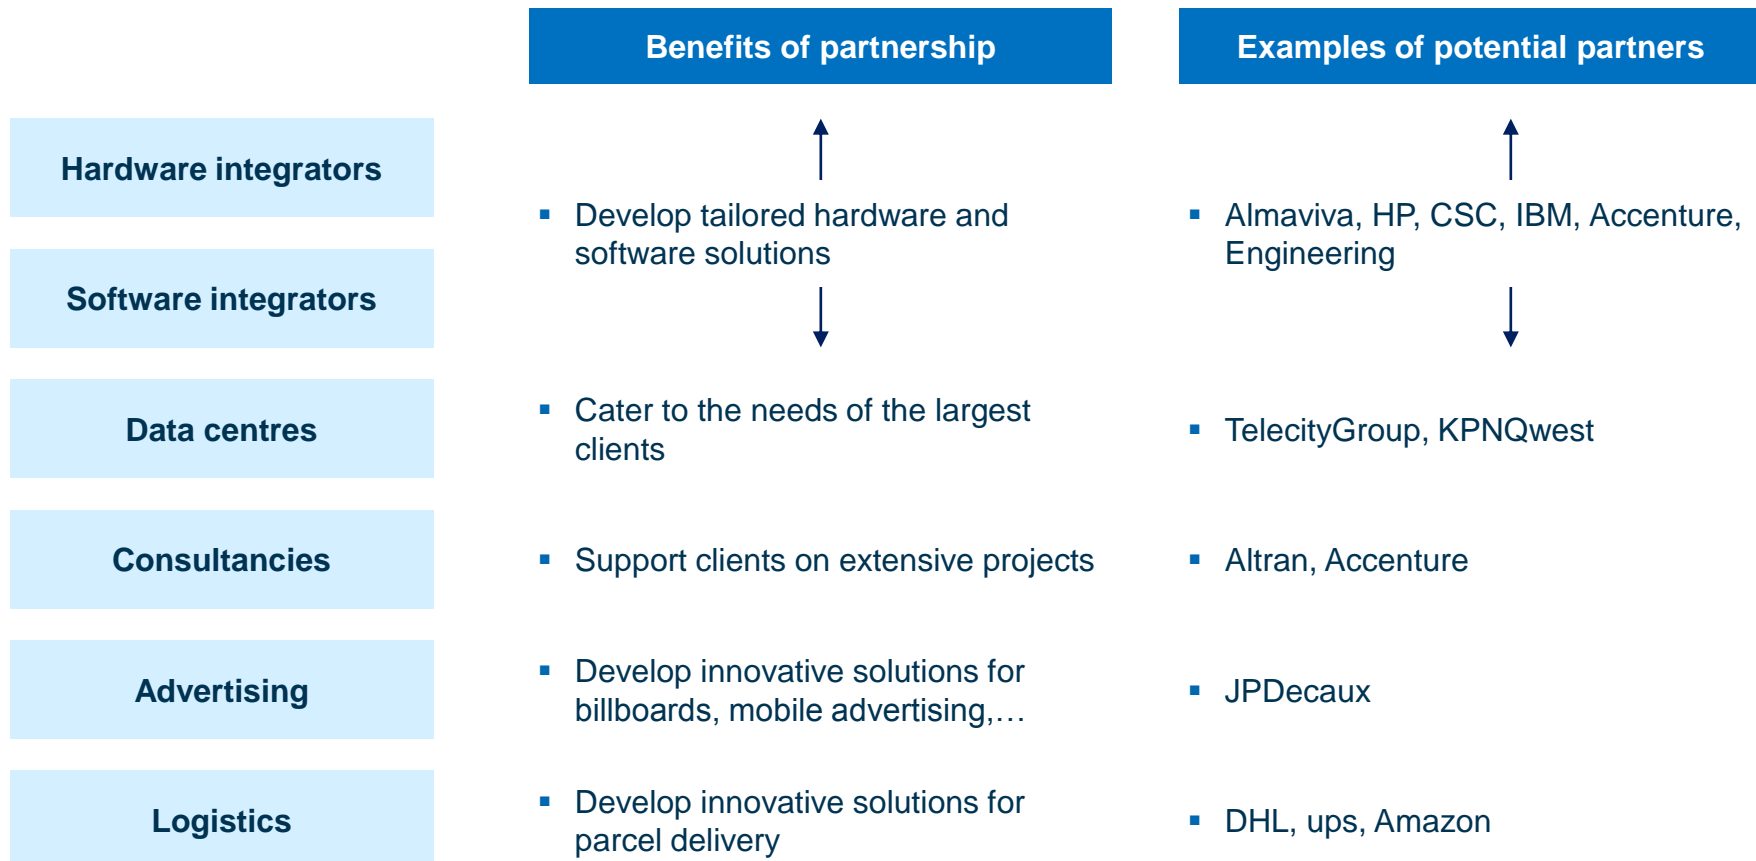 Benefits of partnership
Examples of potential partners
Hardware integrators
▪ Develop tailored hardware and
software solutions
▪ Almaviva, HP, CSC, IBM, Accenture,
Engineering
Software integrators
Data centres
▪ Cater to the needs of the largest
clients
▪ TelecityGroup, KPNQwest
Consultancies
▪ Support clients on extensive projects
▪ Altran, Accenture
Advertising
▪ Develop innovative solutions for
billboards, mobile advertising,…
▪ JPDecaux
Logistics
▪ Develop innovative solutions for
parcel delivery
▪ DHL, ups, Amazon